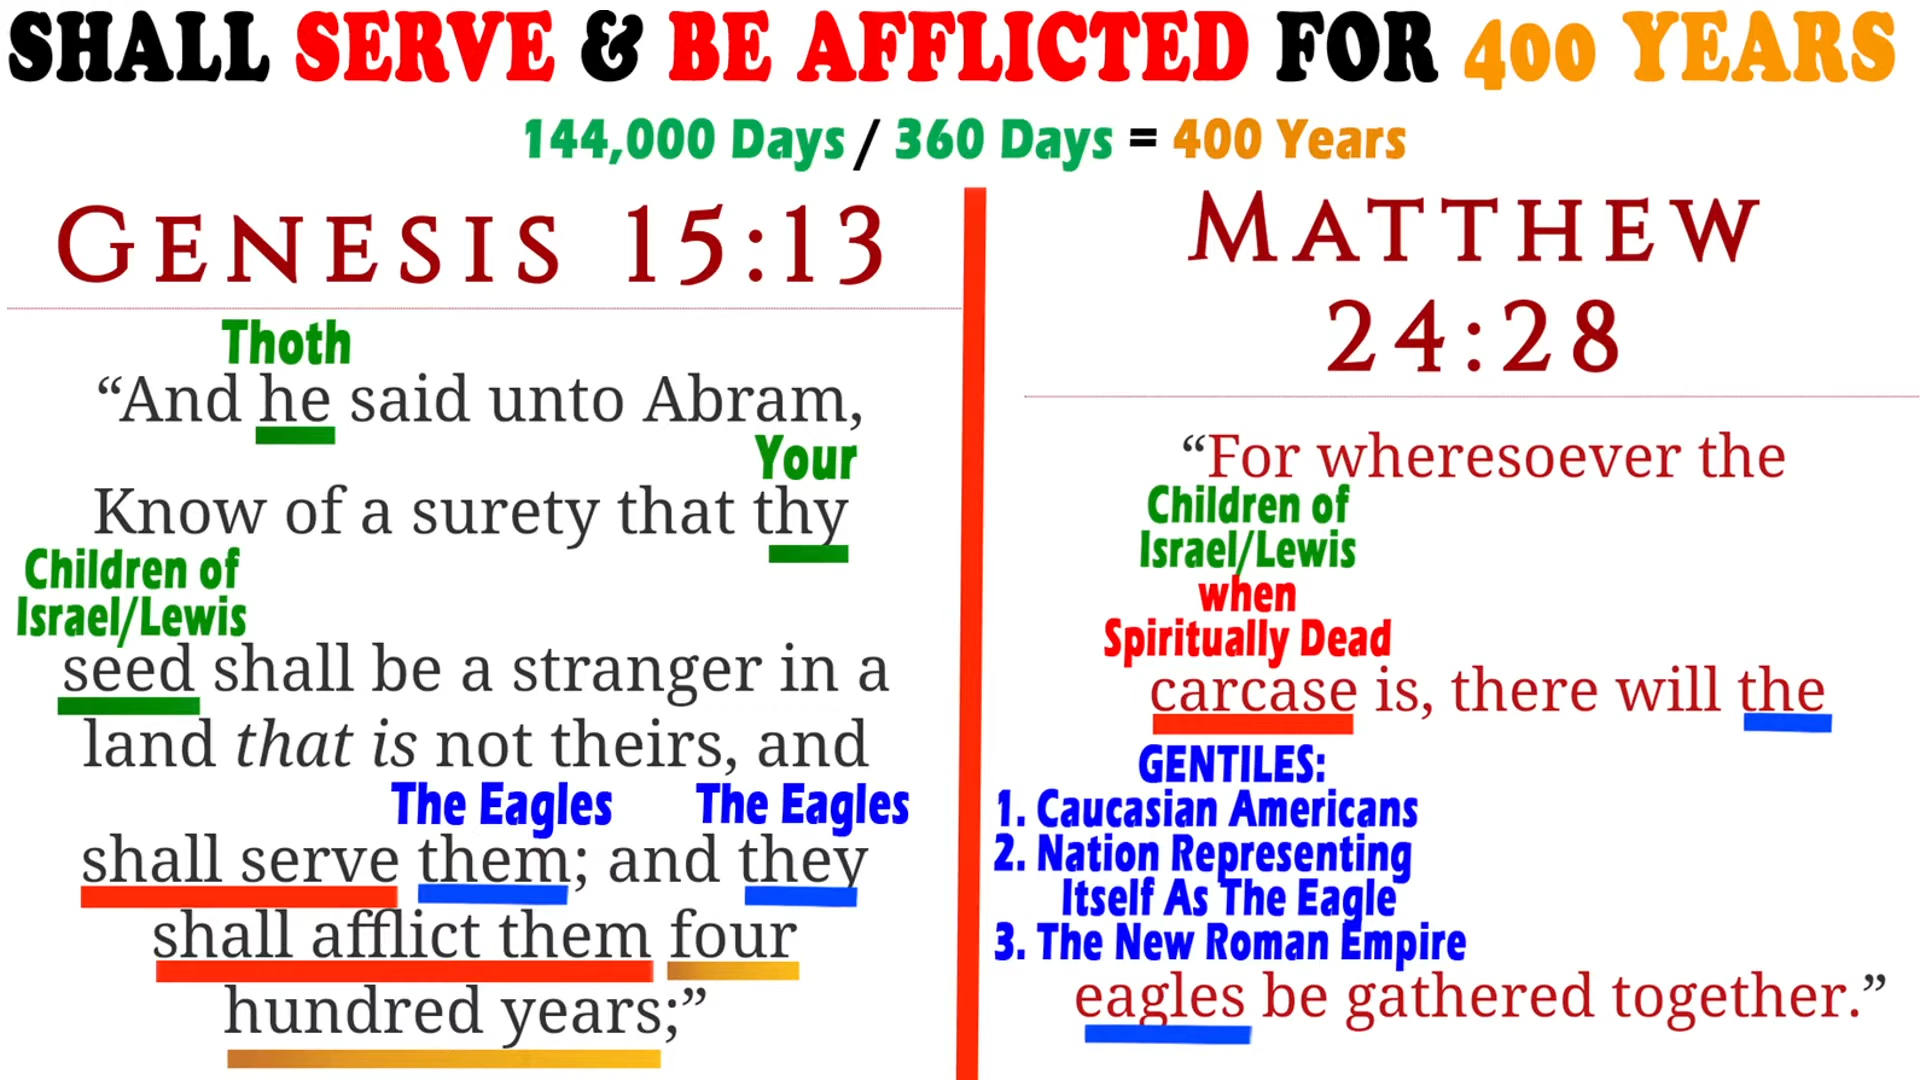 SHALL SERVE & BE AFFLICTED FOR 400 YEARS
144,000 Days / 360 Days = 400 Years
GENESIS 15:13
Thoth
“And he said unto Abram,
Your
Know of a surety that thy
Children of
Israel/Lewis
seed shall be a stranger in a
land that is not theirs, and
The Eagles The Eagles
shall serve them; and they
shall afflict them four
hundred years;”
MATTHEW
24:28
“For wheresoever the
Children of
Israel/Lewis
when
Spiritually Dead
carcase is, there will the
GENTILES:
1. Caucasian Americans
2. Nation Representing
Itself As The Eagle
3. The New Roman Empire
eagles be gathered together.”